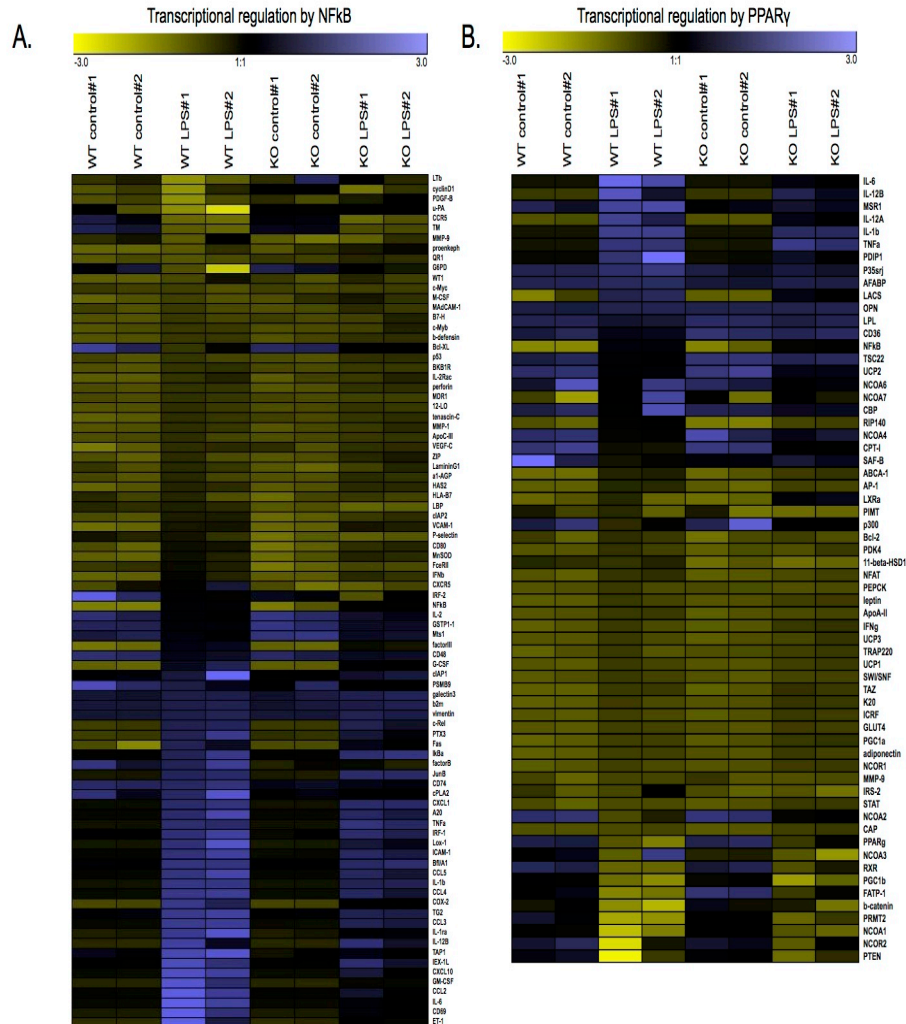 A.
Transcriptional regulation by NFkB
-3.0 1:1 3.0
WT control#1
WT control#2
WT LPS#1
WT LPS#2
KO control#1
KO control#2
KO LPS#1
KO LPS#2
LTb
cyclinD1
PDGF-B
u-PA
CCR5
TM
MMP-9
proenkeph
QR1
G6PD
WT1
c-Myc
M-CSF
MAdCAM-1
B7-H
c-Myb
b-defensin
Bcl-XL
p53
BKB1R
IL-2Rac
perforin
MDR1
12-LO
tenascin-C
MMP-1
ApoC-III
VEGF-C
ZIP
LamininG1
a1-AGP
HAS2
HLA-B7
LBP
cIAP2
VCAM-1
P-selectin
CD80
MnSOD
FceRII
IFNb
CXCR5
IRF-2
NFkB
IL-2
GSTP1-1
Mts1
factorIII
CD48
G-CSF
cIAP1
PSMB9
galectin3
b2m
vimentin
c-Rel
PTX3
Fas
IkBa
factorB
JunB
CD74
cPLA2
CXCL1
A20
TNFa
IRF-1
Lox-1
ICAM-1
Bfl/A1
CCL5
IL-1b
CCL4
COX-2
TG2
CCL3
IL-1ra
IL-12B
TAP1
IEX-1L
CXCL10
GM-CSF
CCL2
IL-6
CD69
ET-1
B.
Transcriptional regulation by PPARγ
-3.0 1:1 3.0
WT control#1
WT control#2
WT LPS#1
WT LPS#2
KO control#1
KO control#2
KO LPS#1
KO LPS#2
IL-6
IL-12B
MSR1
IL-12A
IL-1b
TNFa
PDIP1
P35srj
AFABP
LACS
OPN
LPL
CD36
NFkB
TSC22
UCP2
NCOA6
NCOA7
CBP
RIP140
NCOA4
CPT-I
SAF-B
ABCA-1
AP-1
LXRa
PIMT
p300
Bcl-2
PDK4
11-beta-HSD1
NFAT
PEPCK
leptin
ApoA-II
IFNg
UCP3
TRAP220
UCP1
SWI/SNF
TAZ
K20
ICRF
GLUT4
PGC1a
adiponectin
NCOR1
MMP-9
IRS-2
STAT
NCOA2
CAP
PPARg
NCOA3
RXR
PGC1b
FATP-1
b-catenin
PRMT2
NCOA1
NCOR2
PTEN